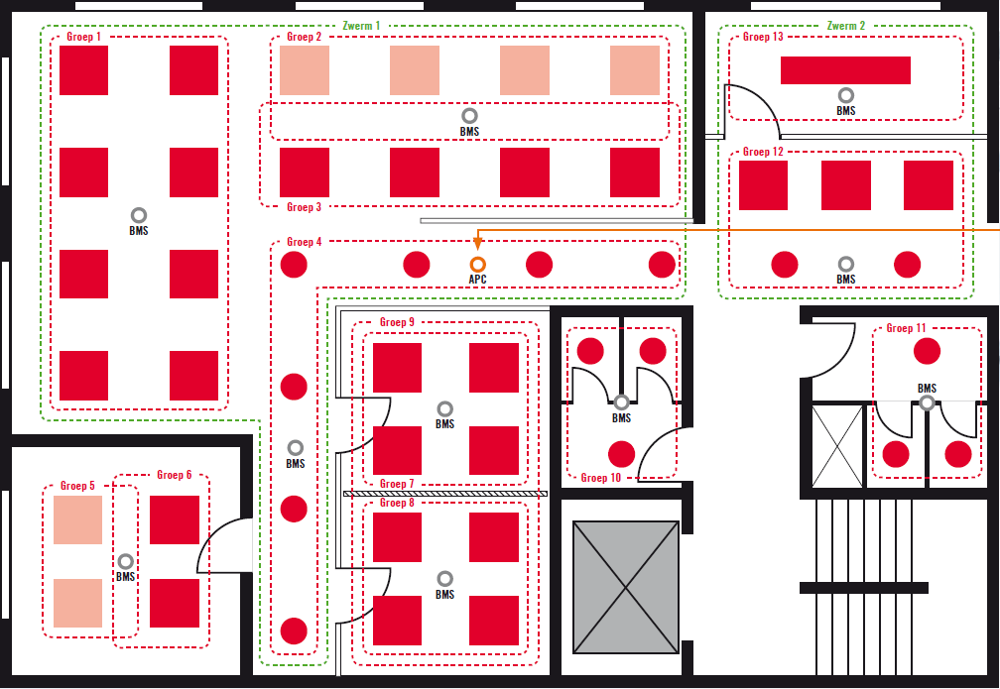 Zwerm 1
Zwerm 2
Groep 1
Groep 2
Groep 13
BMS
BMS
Groep 12
Groep 3
BMS
Groep 4
APC
BMS
Groep 9
Groep 11
BMS
BMS
BMS
BMS
Groep 5
Groep 6
Groep 7
Groep 10
Groep 8
BMS
BMS